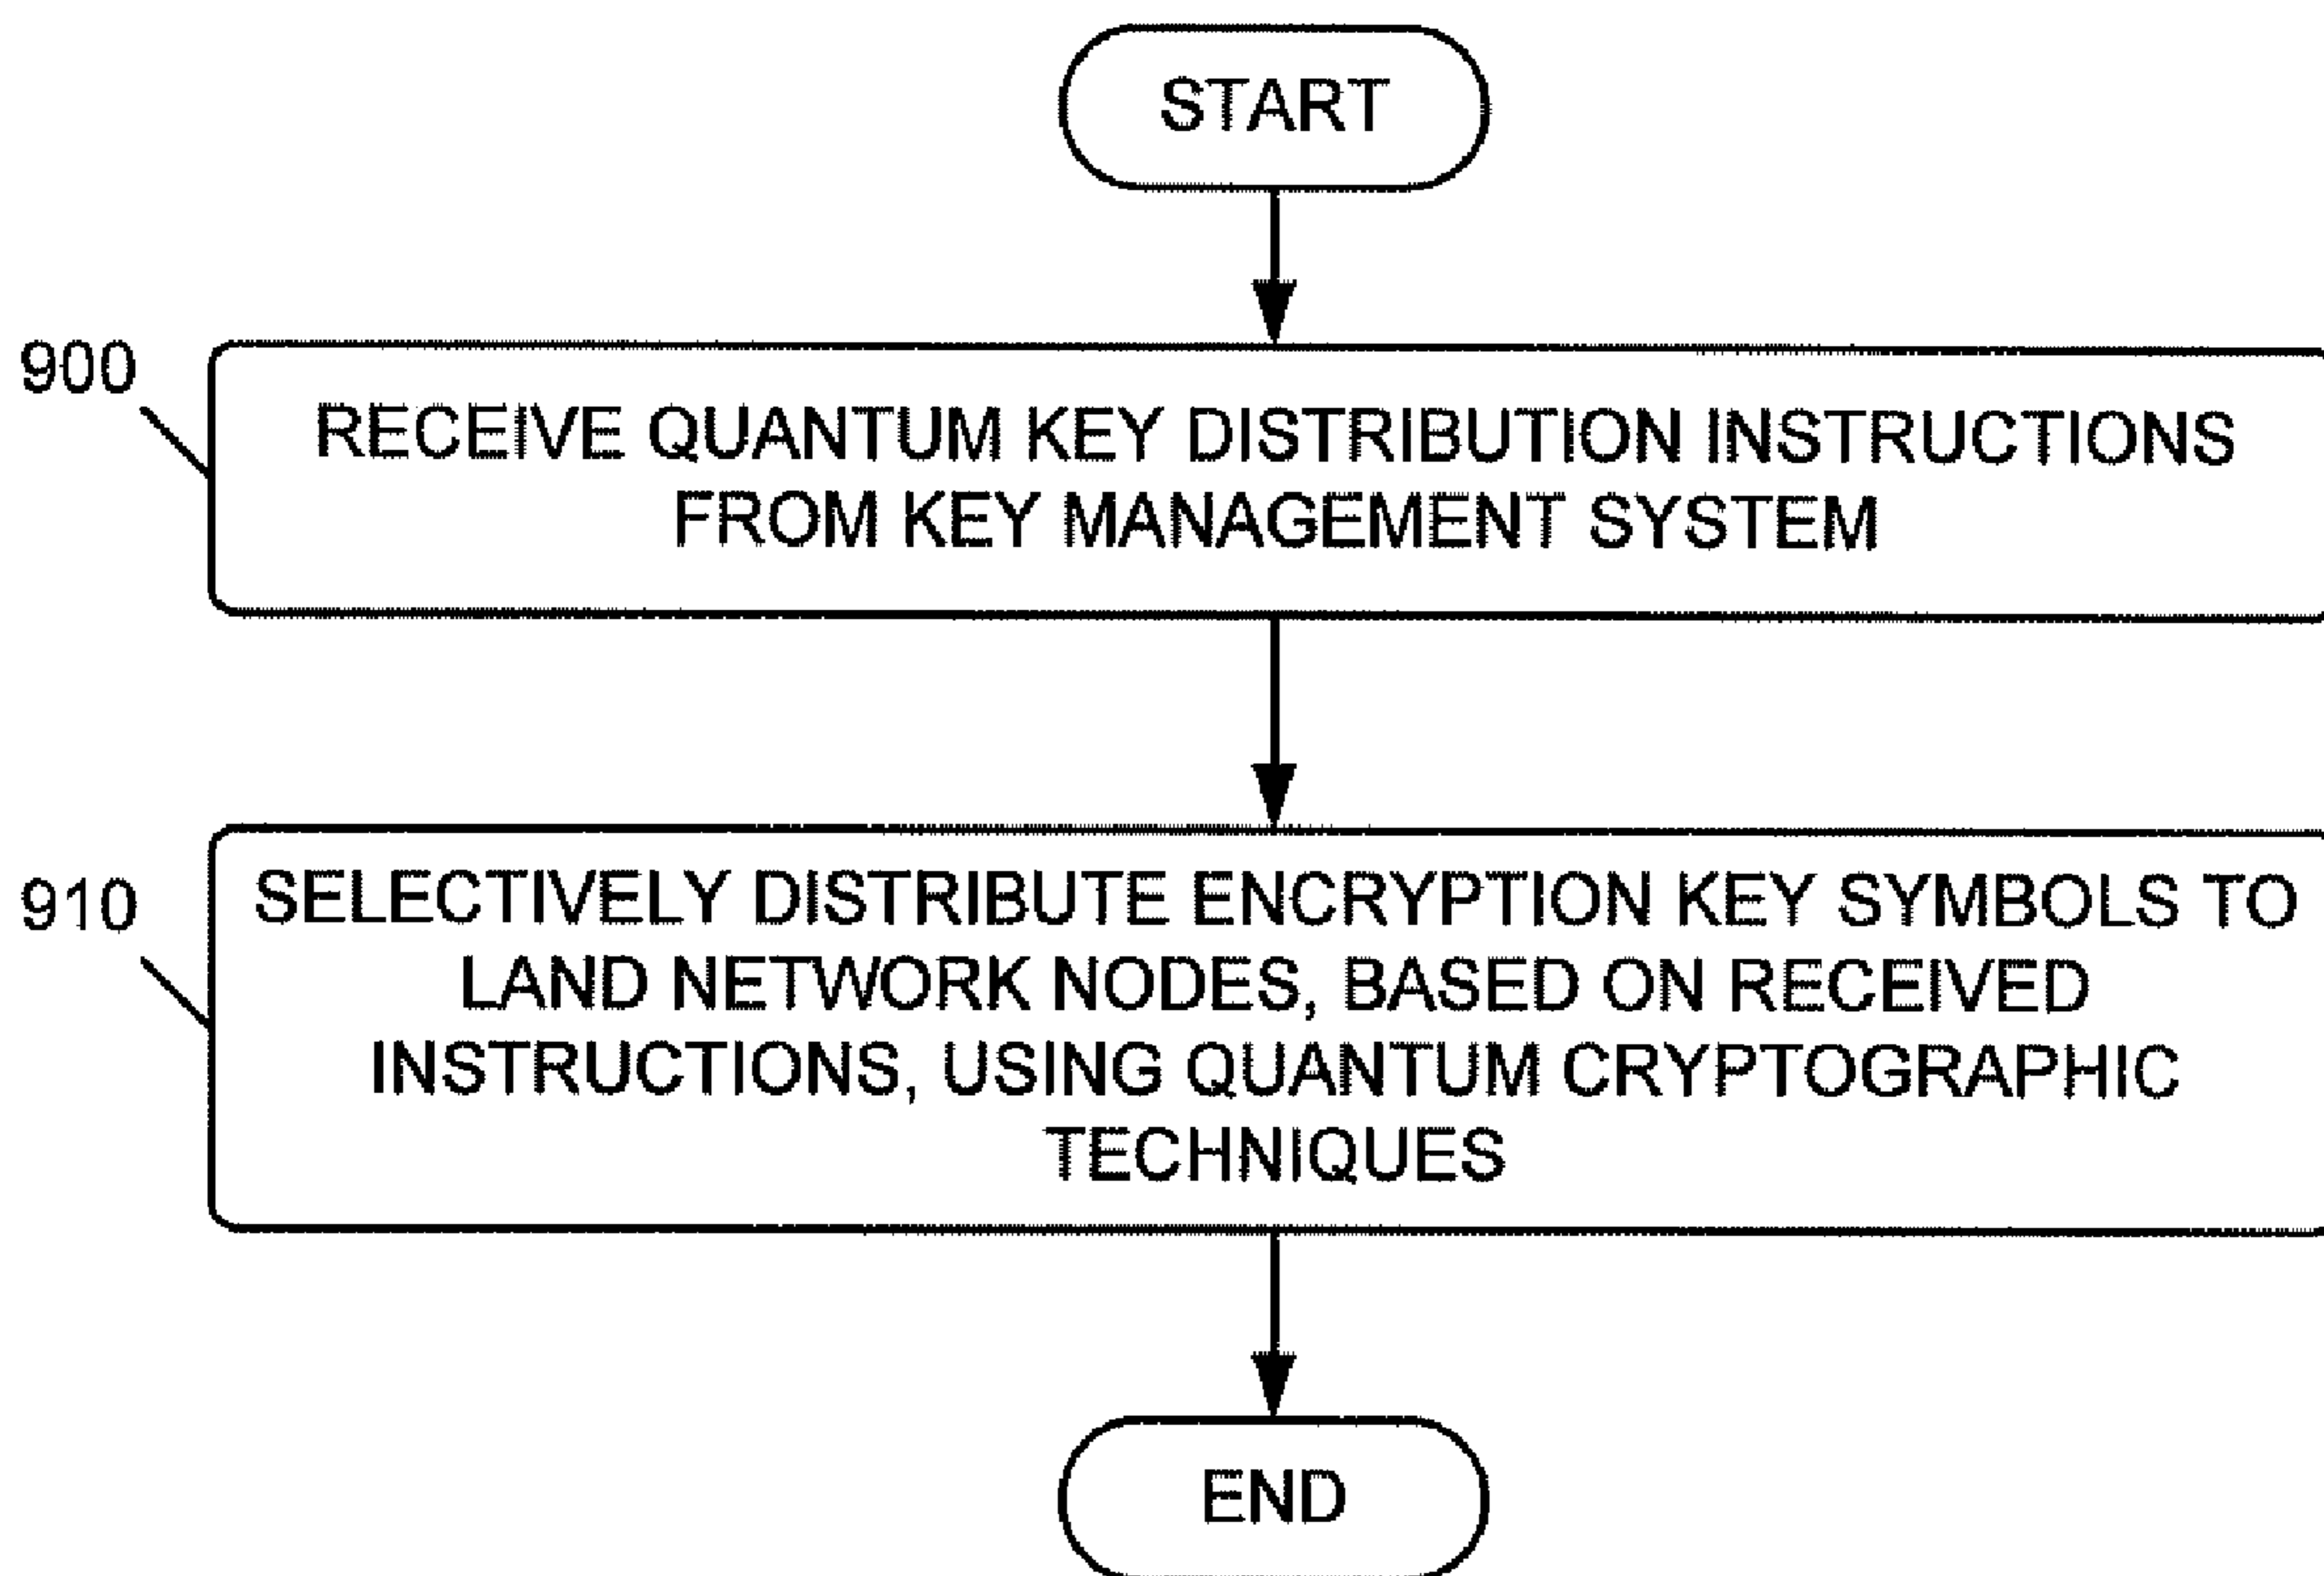 START
900
RECEIVE QUANTUM KEY DISTRIBUTION INSTRUCTIONS
FROM KEY MANAGEMENT SYSTEM
910
SELECTIVELY DISTRIBUTE ENCRYPTION KEY SYMBOLS TO
LAND NETWORK NODES, BASED ON RECEIVED
INSTRUCTIONS, USING QUANTUM CRYPTOGRAPHIC
TECHNIQUES
END